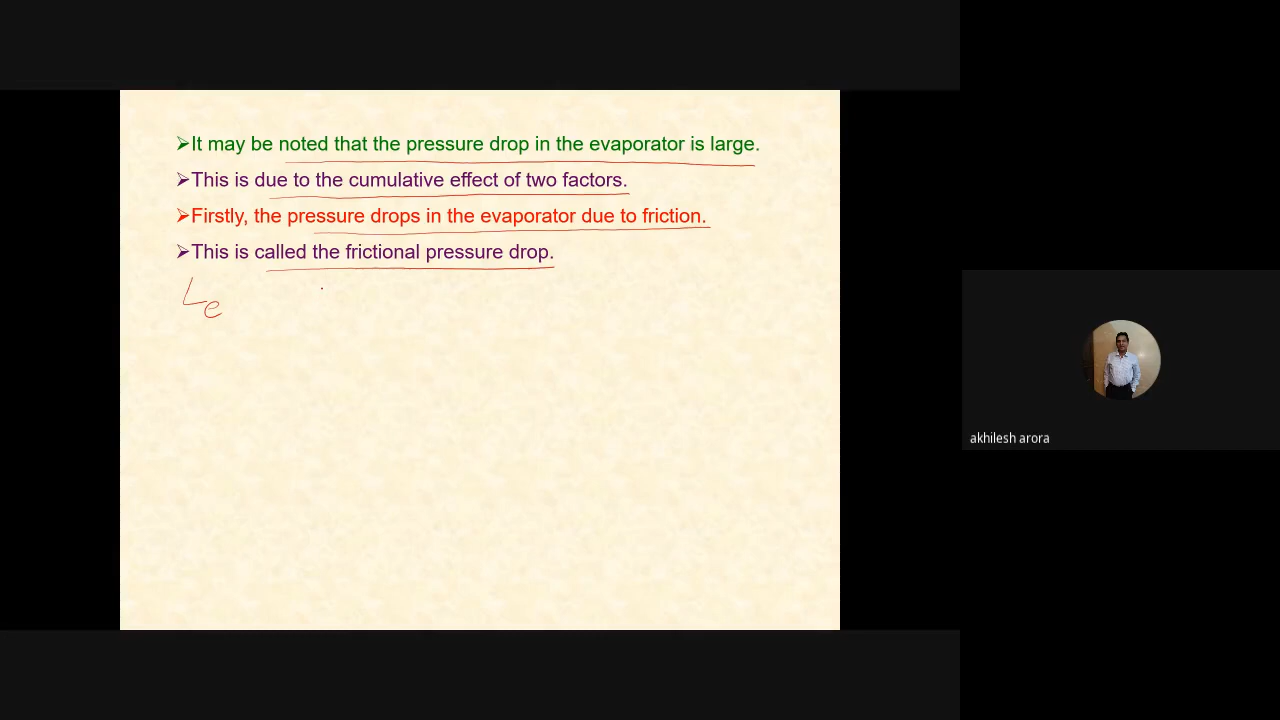 ➢It may be noted that the pressure drop in the evaporator is large.
➢This is due to the cumulative effect of two factors.
➢Firstly, the pressure drops in the evaporator due to friction.
➢This is called the frictional pressure drop.
Le
akhilesh arora